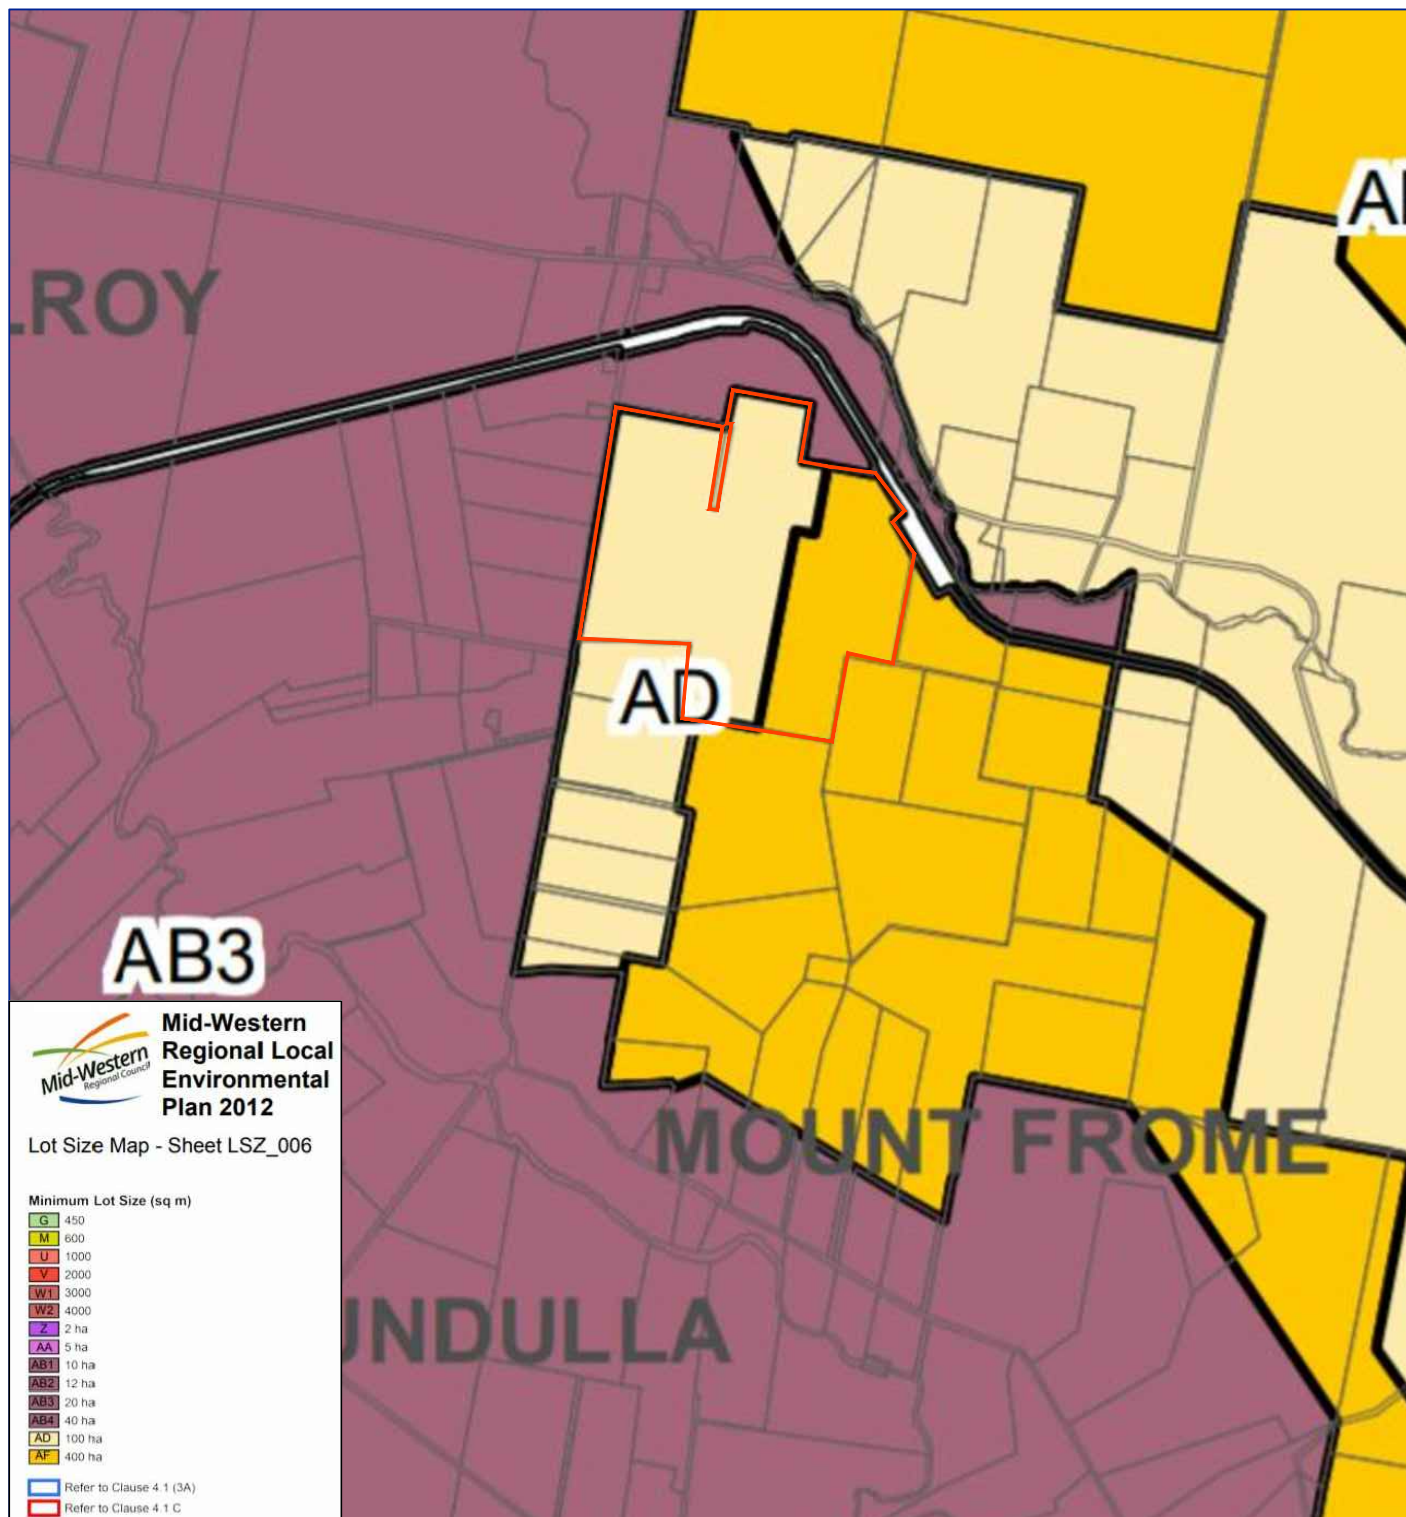 AD
AB3
MOUNT FROME
Mid-Western
Regional Council
Mid-Western
Regional Local
Environmental
Plan 2012
Lot Size Map - Sheet LSZ_006
Minimum Lot Size (sq m)
G 450
M 600
U 1000
V 2000
W1 3000
W2 4000
Z 2 ha
AA 5 ha
AB1 10 ha
AB2 12 ha
AB3 20 ha
AB4 40 ha
AD 100 ha
AF 400 ha
Refer to Clause 4.1 (3A)
Refer to Clause 4.1 C